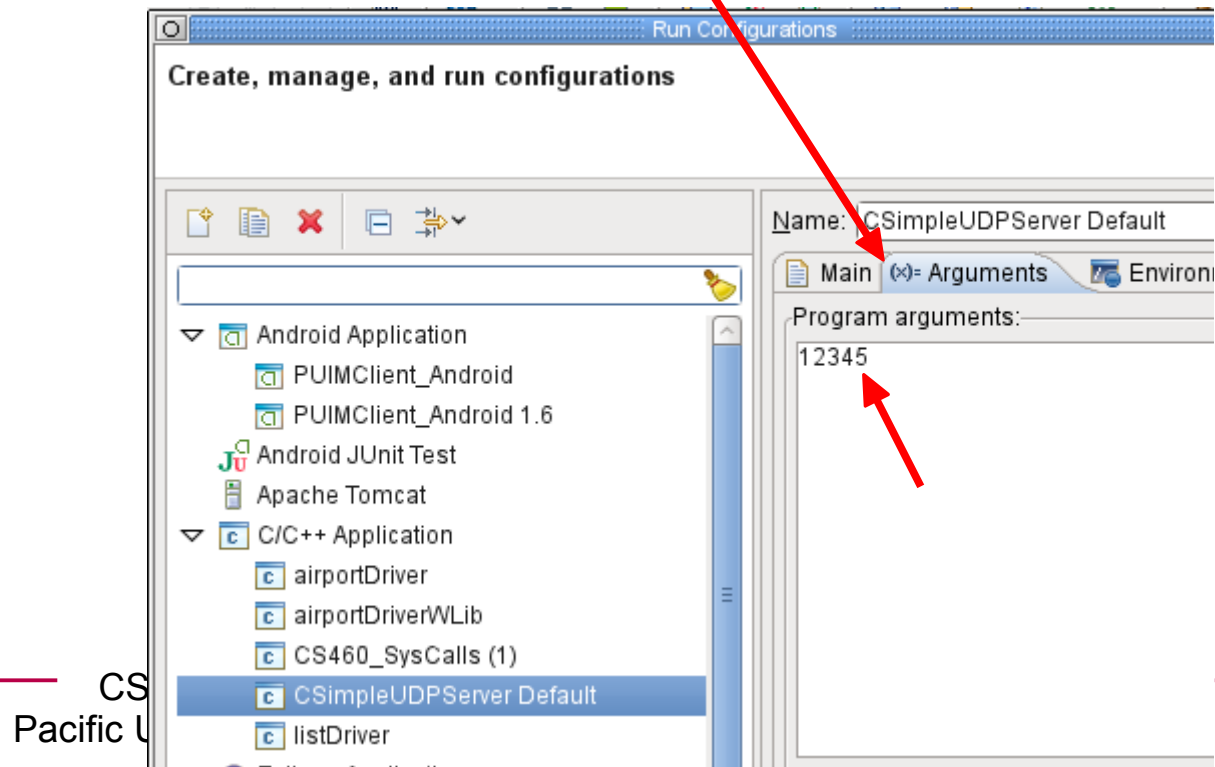 Run Configurations
Create, manage, and run configurations
Name: CSimpleUDPServer Default
Main (x)= Arguments Environ
Program arguments:
12345
Android Application
PUIMClient_Android
PUIMClient_Android 1.6
Android JUnit Test
Apache Tomcat
C/C++ Application
airportDriver
airportDriverWLib
CS460_SysCalls (1)
CSimpleUDPServer Default
listDriver
CS
Pacific U